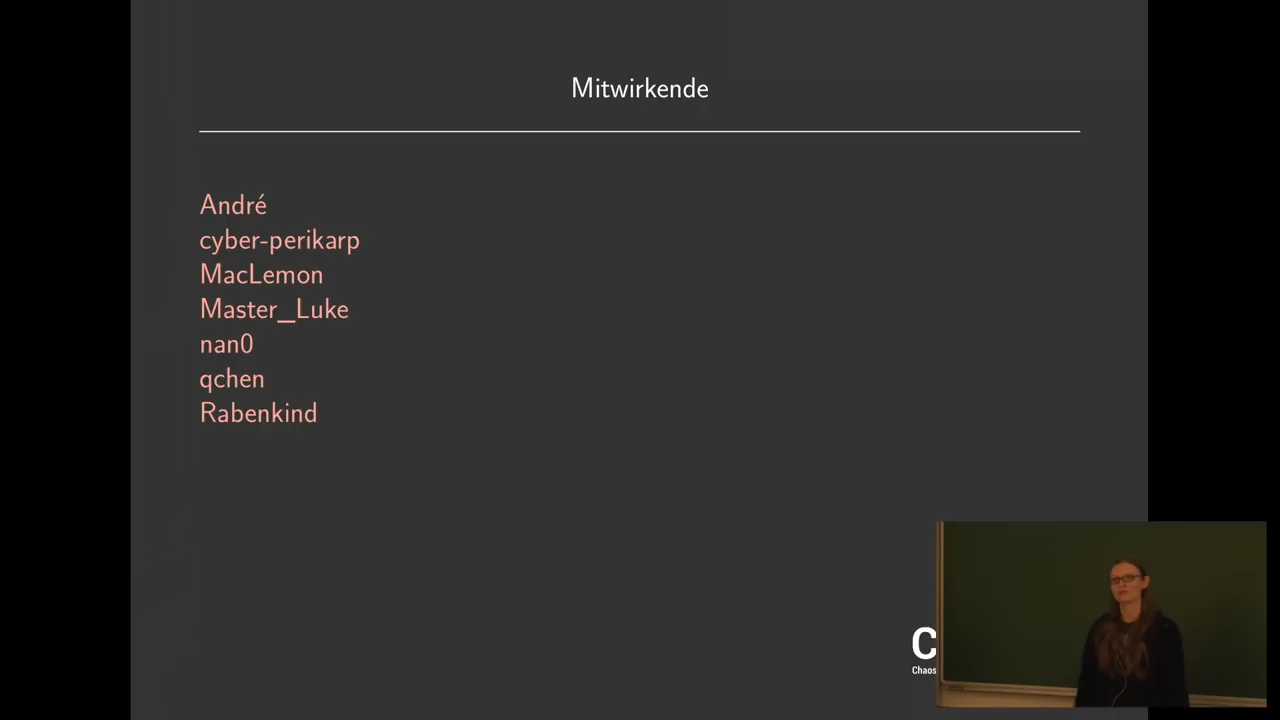 Mitwirkende
André
cyber-perikarp
MacLemon
Master_Luke
nan0
qchen
Rabenkind
C
Chaos